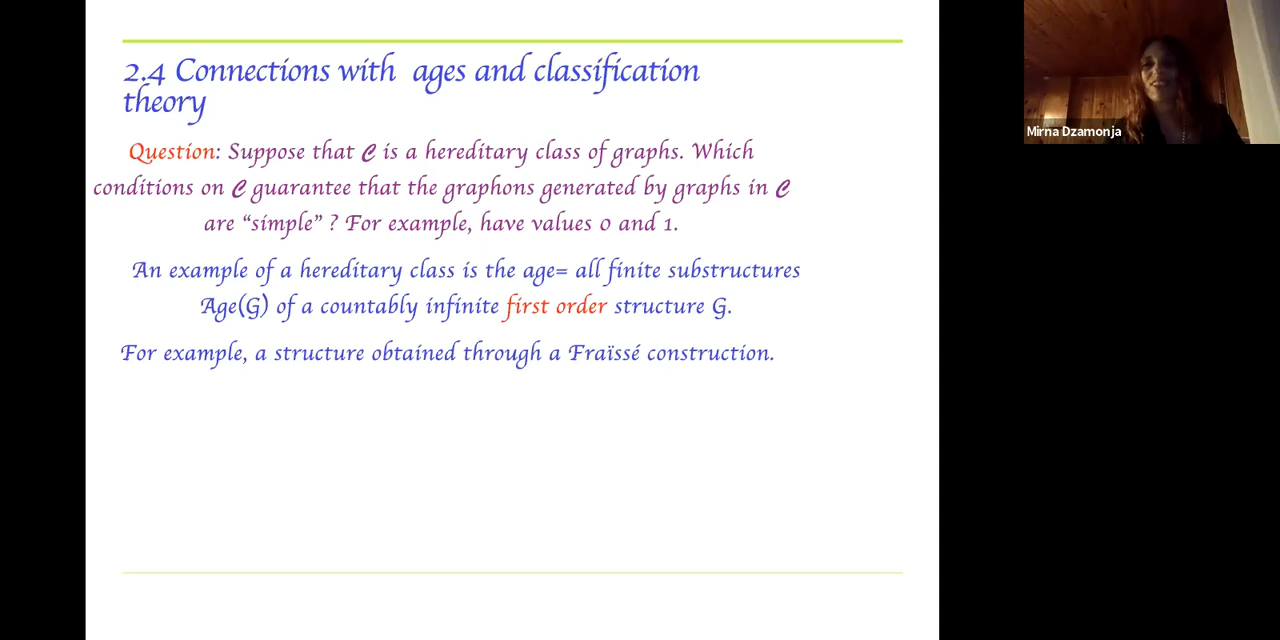 2.4 Connections with ages and classification
theory
Question: Suppose that C is a hereditary class of graphs. Which
conditions on C guarantee that the graphons generated by graphs in C
are “simple” ? For example, have values 0 and 1.
An example of a hereditary class is the age= all finite substructures
Age(G) of a countably infinite first order structure G.
For example, a structure obtained through a Fraïssé construction.
Mirna Dzamonja